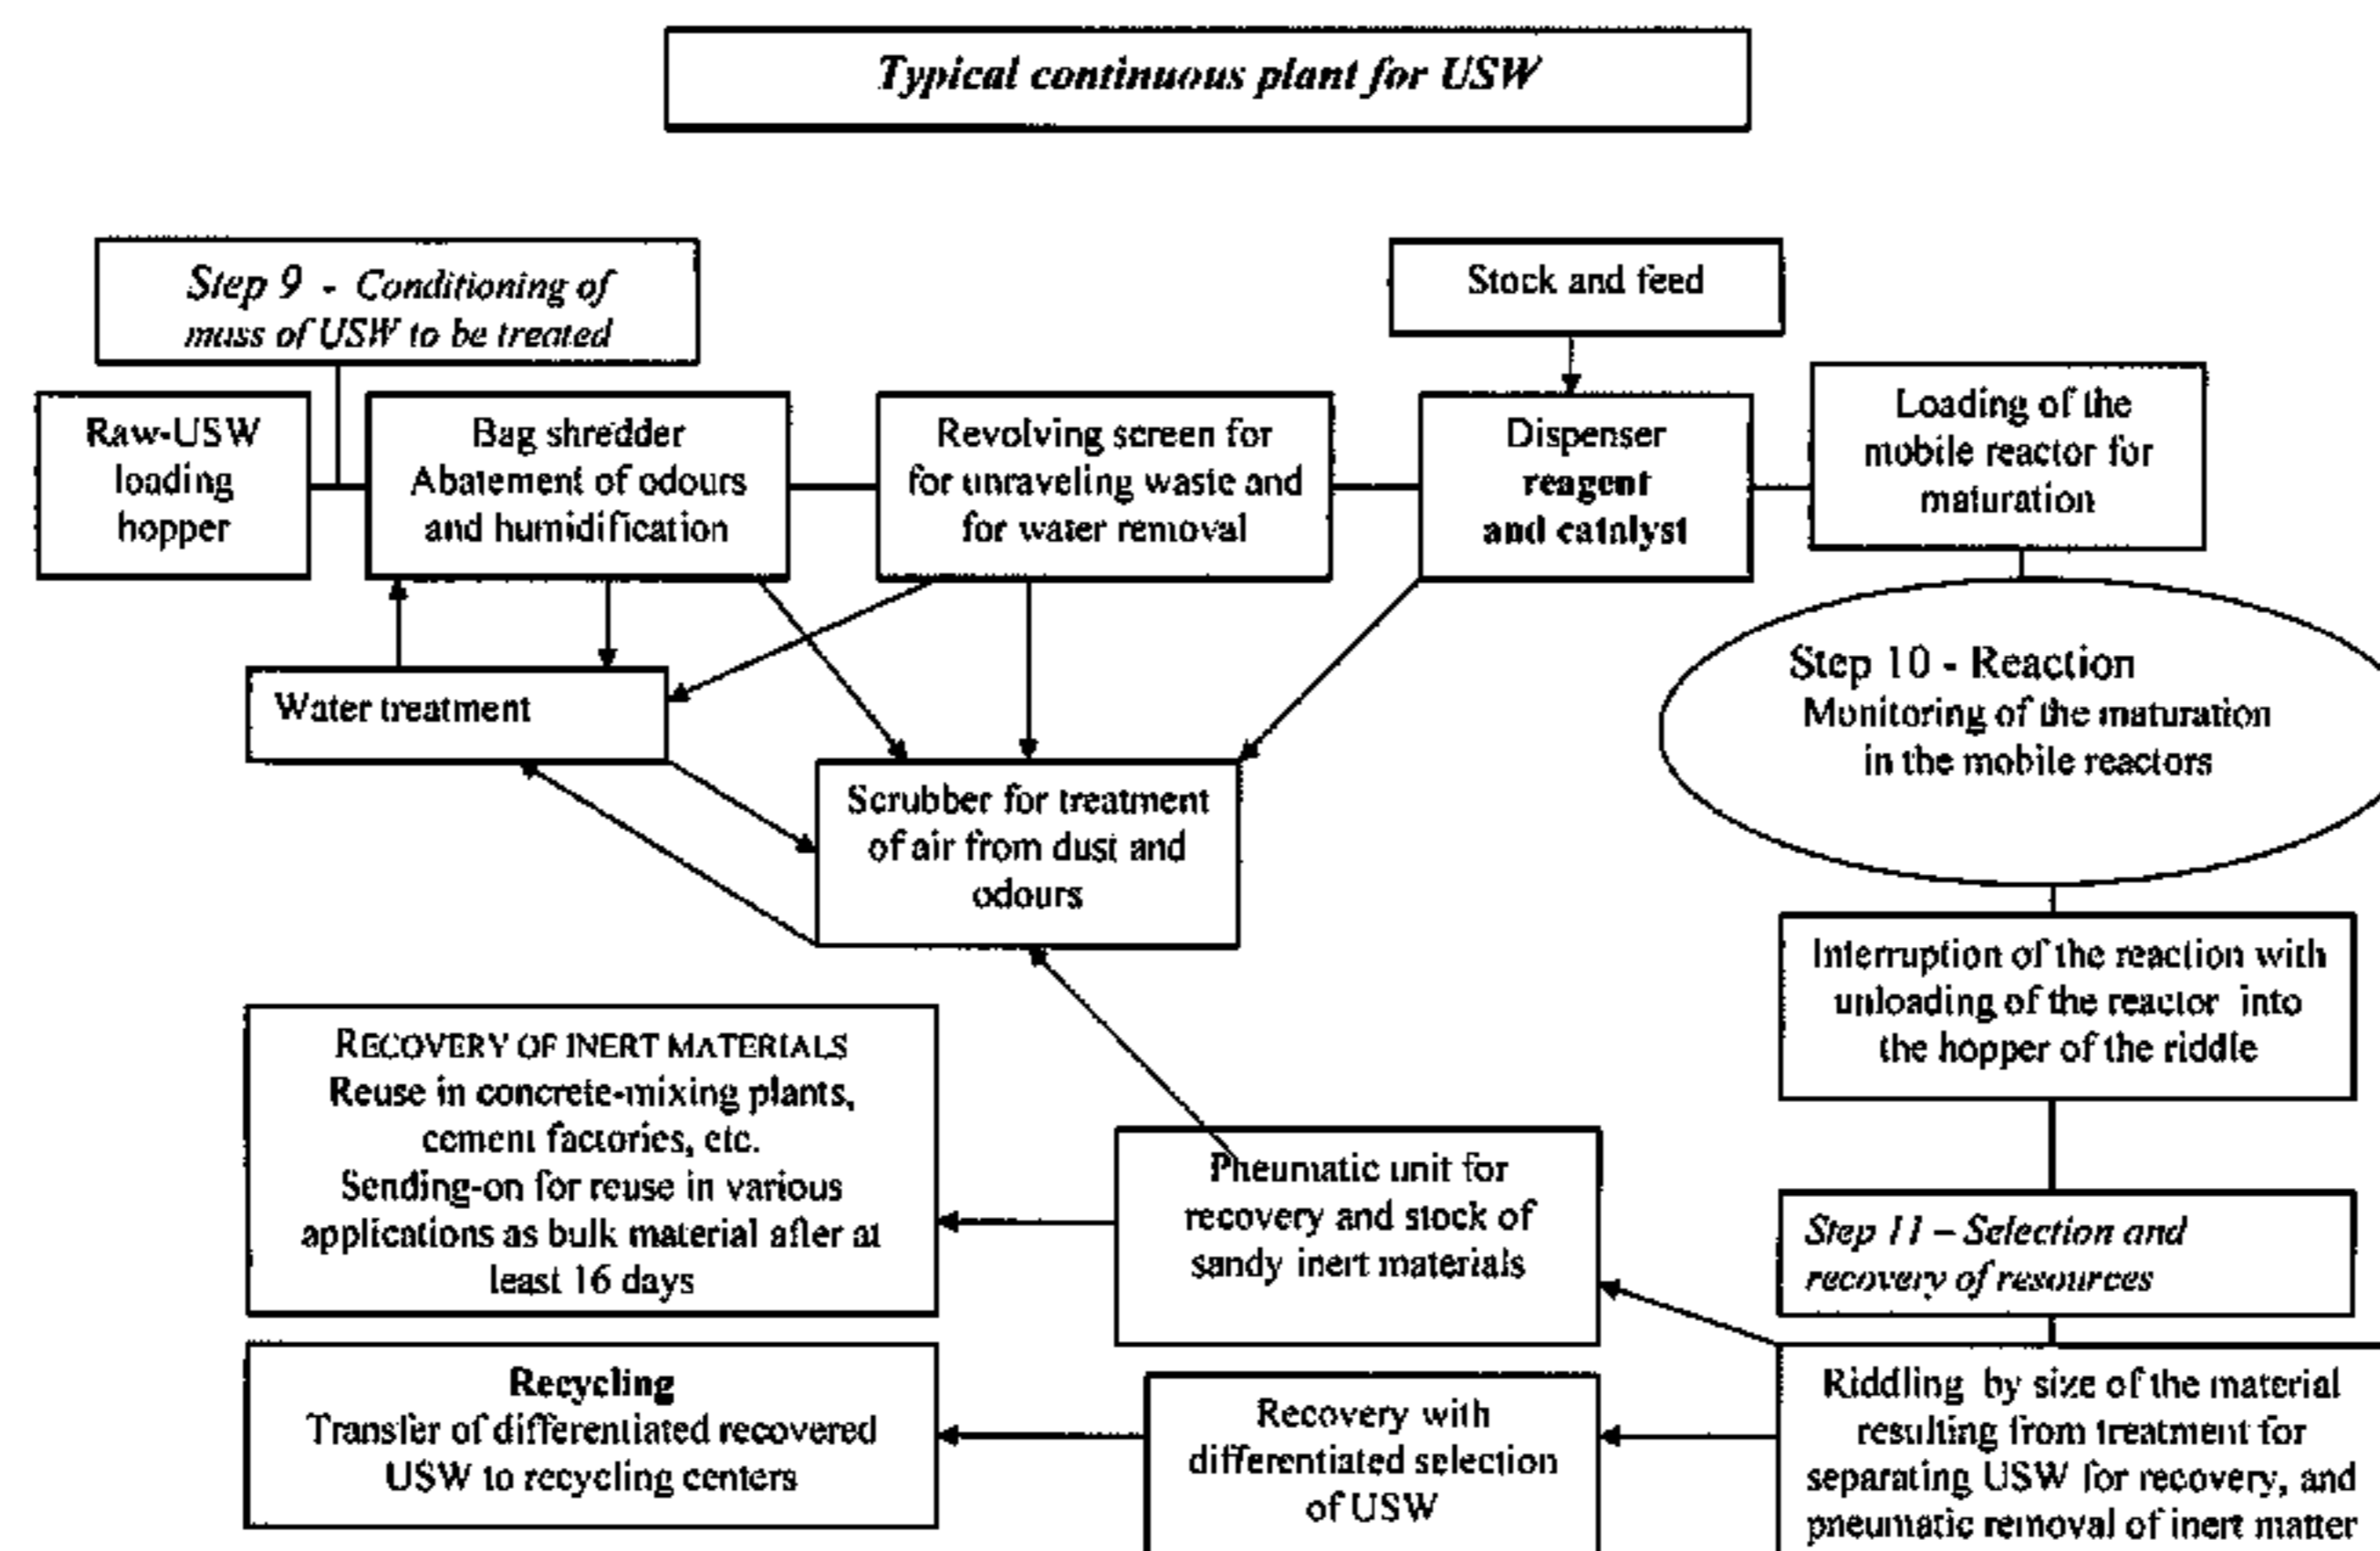 Typical continuous plant for USW
Step 9 - Conditioning of
mass of USW to be treated
Stock and feed
Raw-USW
loading
hopper
Bag shredder
Abatement of odours
and humidification
Revolving screen for
for unraveling waste and
for water removal
Dispenser
reagent
and catalyst
Loading of the
mobile reactor for
maturation
Water treatment
Step 10 - Reaction
Monitoring of the maturation
in the mobile reactors
Scrubber for treatment
of air from dust and
odours
Interruption of the reaction with
unloading of the reactor into
the hopper of the riddle
RECOVERY OF INERT MATERIALS
Reuse in concrete-mixing plants,
cement factories, etc.
Sending-on for reuse in various
applications as bulk material after at
least 16 days
Pneumatic unit for
recovery and stock of
sandy inert materials
Step 11 – Selection and
recovery of resources
Recycling
Transfer of differentiated recovered
USW to recycling centers
Recovery with
differentiated selection
of USW
Riddling by size of the material
resulting from treatment for
separating USW for recovery, and
pneumatic removal of inert matter